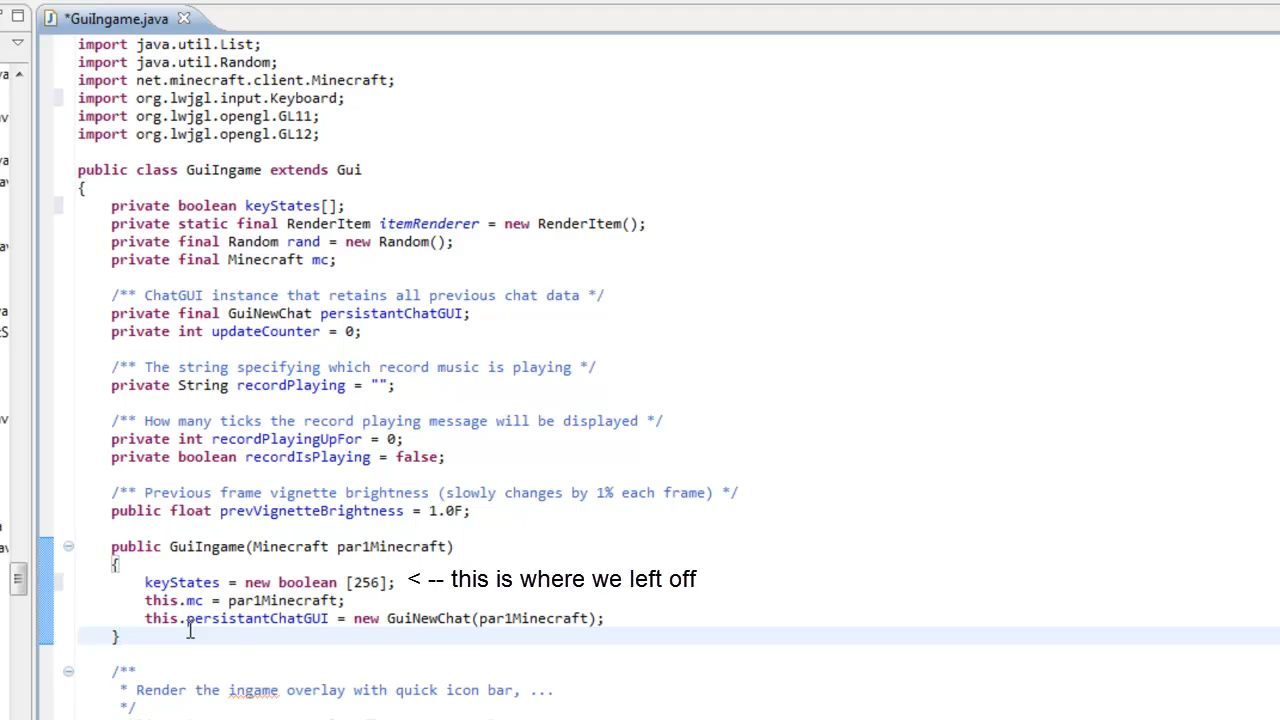 *GuiIngame.java
import java.util.List;
import java.util.Random;
import net.minecraft.client.Minecraft;
import org.lwjgl.input.Keyboard;
import org.lwjgl.opengl.GL11;
import org.lwjgl.opengl.GL12;
public class GuiIngame extends Gui
{
private boolean keyStates[];
private static final RenderItem itemRenderer = new RenderItem();
private final Random rand = new Random();
private final Minecraft mc;
/** ChatGUI instance that retains all previous chat data */
private final GuiNewChat persistantChatGUI;
private int updateCounter = 0;
/** The string specifying which record music is playing */
private String recordPlaying = "";
/** How many ticks the record playing message will be displayed */
private int recordPlayingUpFor = 0;
private boolean recordIsPlaying = false;
/** Previous frame vignette brightness (slowly changes by 1% each frame) */
public float prevVignetteBrightness = 1.0F;
public GuiIngame(Minecraft par1Minecraft)
{
keyStates = new boolean [256]; < -- this is where we left off
this.mc = par1Minecraft;
this.persistantChatGUI = new GuiNewChat(par1Minecraft);
}
/**
* Render the ingame overlay with quick icon bar, ...
*/